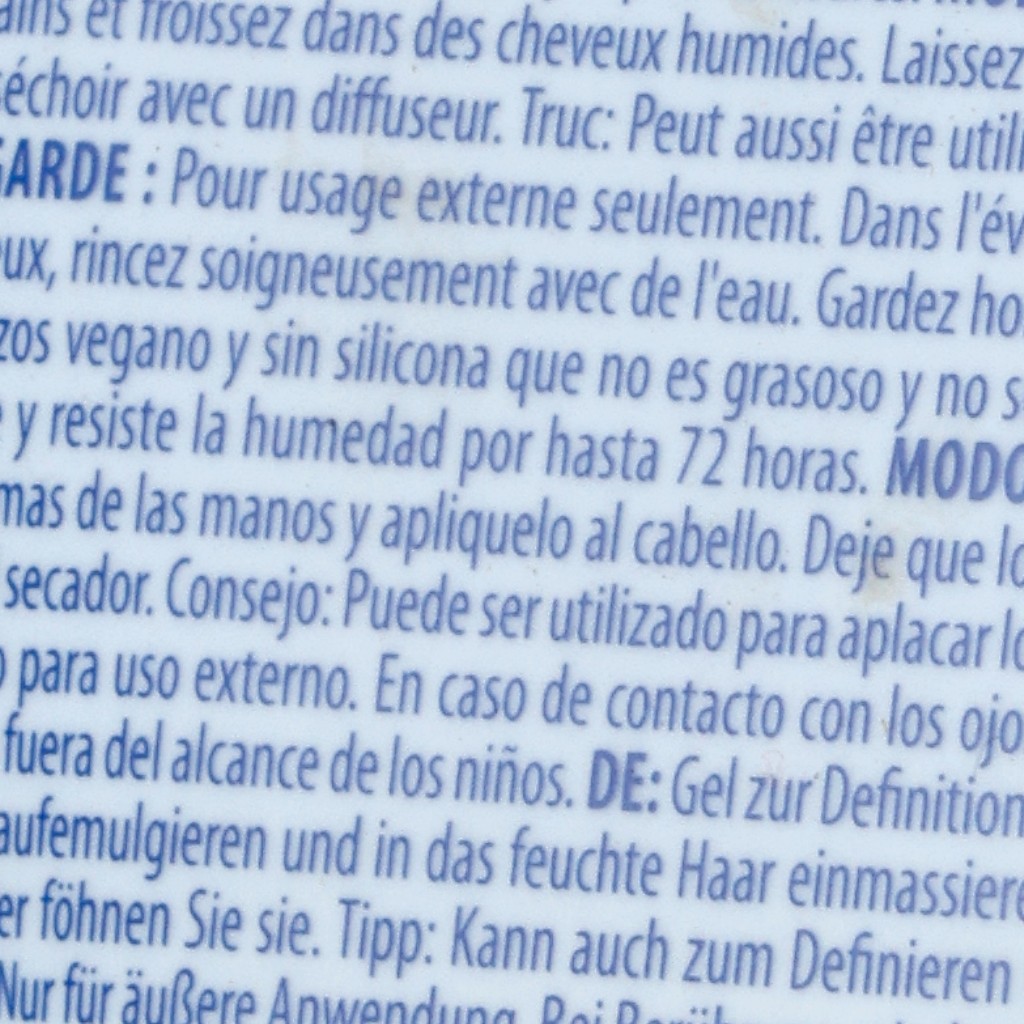 ains et froissez dans des cheveux humides. Laissez
séchoir avec un diffuseur. Truc: Peut aussi être utili
GARDE : Pour usage externe seulement. Dans l'év
eux, rincez soigneusement avec de l'eau. Gardez ho
zos vegano y sin silicona que no es grasoso y no s
y resiste la humedad por hasta 72 horas. MODO
mas de las manos y apliquelo al cabello. Deje que lo
secador. Consejo: Puede ser utilizado para aplacar lo
para uso externo. En caso de contacto con los ojo
fuera del alcance de los niños. DE: Gel zur Definition
aufemulgieren und in das feuchte Haar einmassiere
er föhnen Sie sie. Tipp: Kann auch zum Definieren
Nur für äußere Anwendung. Bei